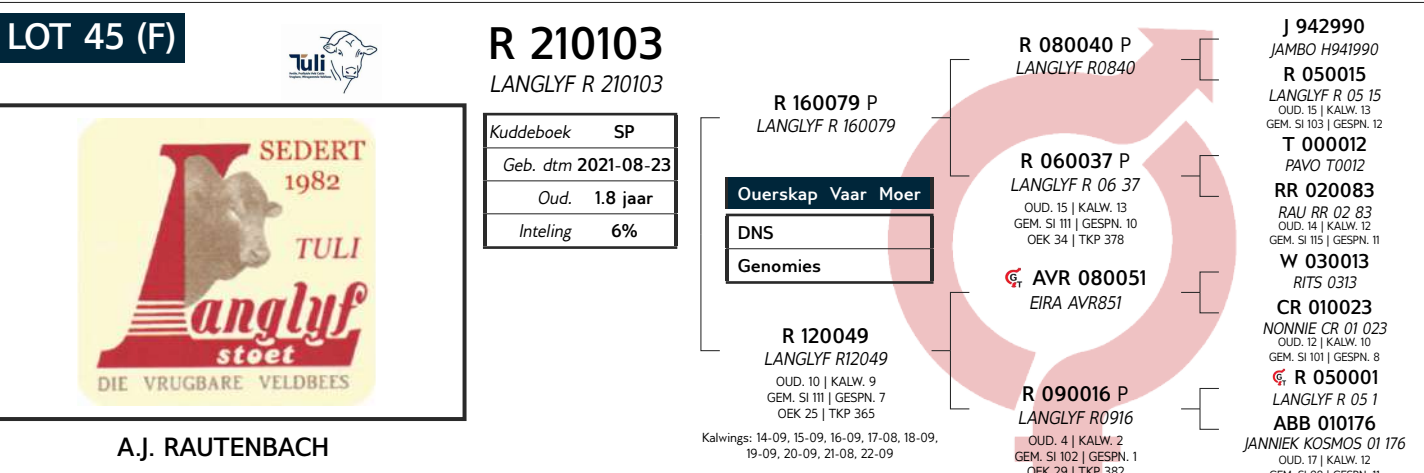 LOT 45 (F)
Tuli
R 210103
LANGLYF R 210103
Kuddeboek SP
Geb. dtm 2021-08-23
Oud. 1.8 jaar
Inteling 6%
SEDERT
1982
TULI
Langlyf
stoet
DIE VRUGBARE VELDBEES
A.J. RAUTENBACH
R 160079 P
LANGLYF R 160079
Ouerskap Vaar Moer
DNS
Genomies
R 120049
LANGLYF R12049
OUD. 10 | KALW. 9
GEM. SI 111 | GESPN. 7
OEK 25 | TKP 365
Kalwings: 14-09, 15-09, 16-09, 17-08, 18-09,
19-09, 20-09, 21-08, 22-09
R 080040 P
LANGLYF R0840
R 060037 P
LANGLYF R 06 37
OUD. 15 | KALW. 13
GEM. SI 111 | GESPN. 10
OEK 34 | TKP 378
GT AVR 080051
EIRA AVR851
R 090016 P
LANGLYF R0916
OUD. 4 | KALW. 2
GEM. SI 102 | GESPN. 1
OEK 29 | TKP 382
J 942990
JAMBO H941990
R 050015
LANGLYF R 05 15
OUD. 15 | KALW. 13
GEM. SI 103 | GESPN. 12
T 000012
PAVO T0012
RR 020083
RAU RR 02 83
OUD. 14 | KALW. 12
GEM. SI 115 | GESPN. 11
W 030013
RITS 0313
CR 010023
NONNIE CR 01 023
OUD. 12 | KALW. 10
GEM. SI 101 | GESPN. 8
GT R 050001
LANGLYF R 05 1
ABB 010176
JANNIEK KOSMOS 01 176
OUD. 17 | KALW. 12